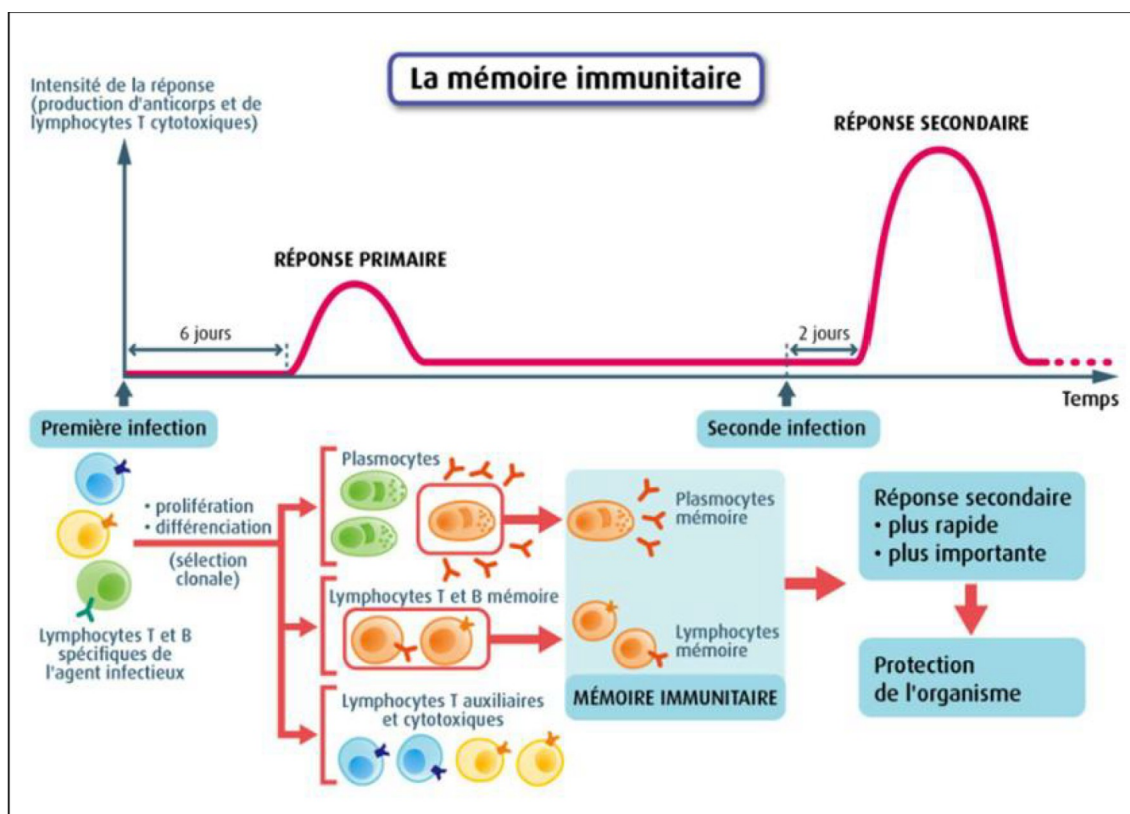 La mémoire immunitaire
Intensité de la réponse
(production d'anticorps et de
lymphocytes T cytotoxiques)
RÉPONSE SECONDAIRE
RÉPONSE PRIMAIRE
6 jours
2 jours
Temps
Première infection
Seconde infection
• prolifération
• différenciation
(sélection
clonale)
Lymphocytes T et B
spécifiques de
l'agent infectieux
Plasmocytes
Lymphocytes T et B mémoire
Lymphocytes T auxiliaires
et cytotoxiques
Plasmocytes
mémoire
Lymphocytes
mémoire
MÉMOIRE IMMUNITAIRE
Réponse secondaire
• plus rapide
• plus importante
Protection
de l'organisme